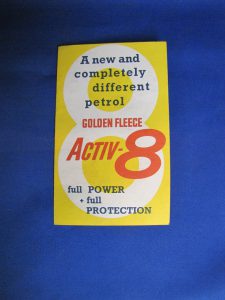 A new and
completely
different
petrol
GOLDEN FLEECE
ACTIV-8
full POWER
+ full
PROTECTION